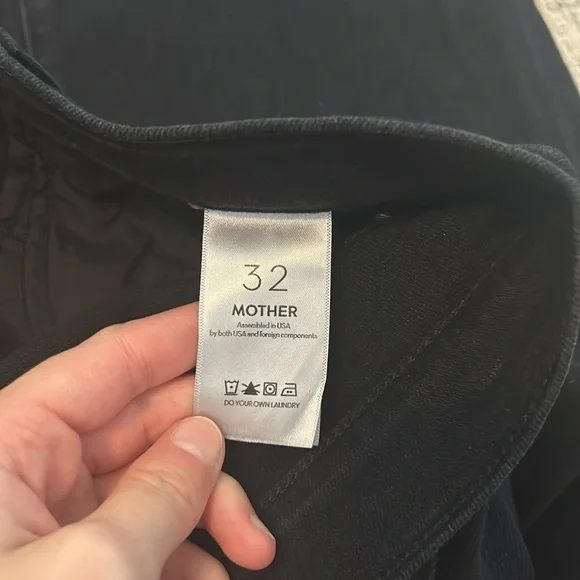 32
MOTHER
Assembled in USA
by both USA and foreign components
DO YOUR OWN LAUNDRY